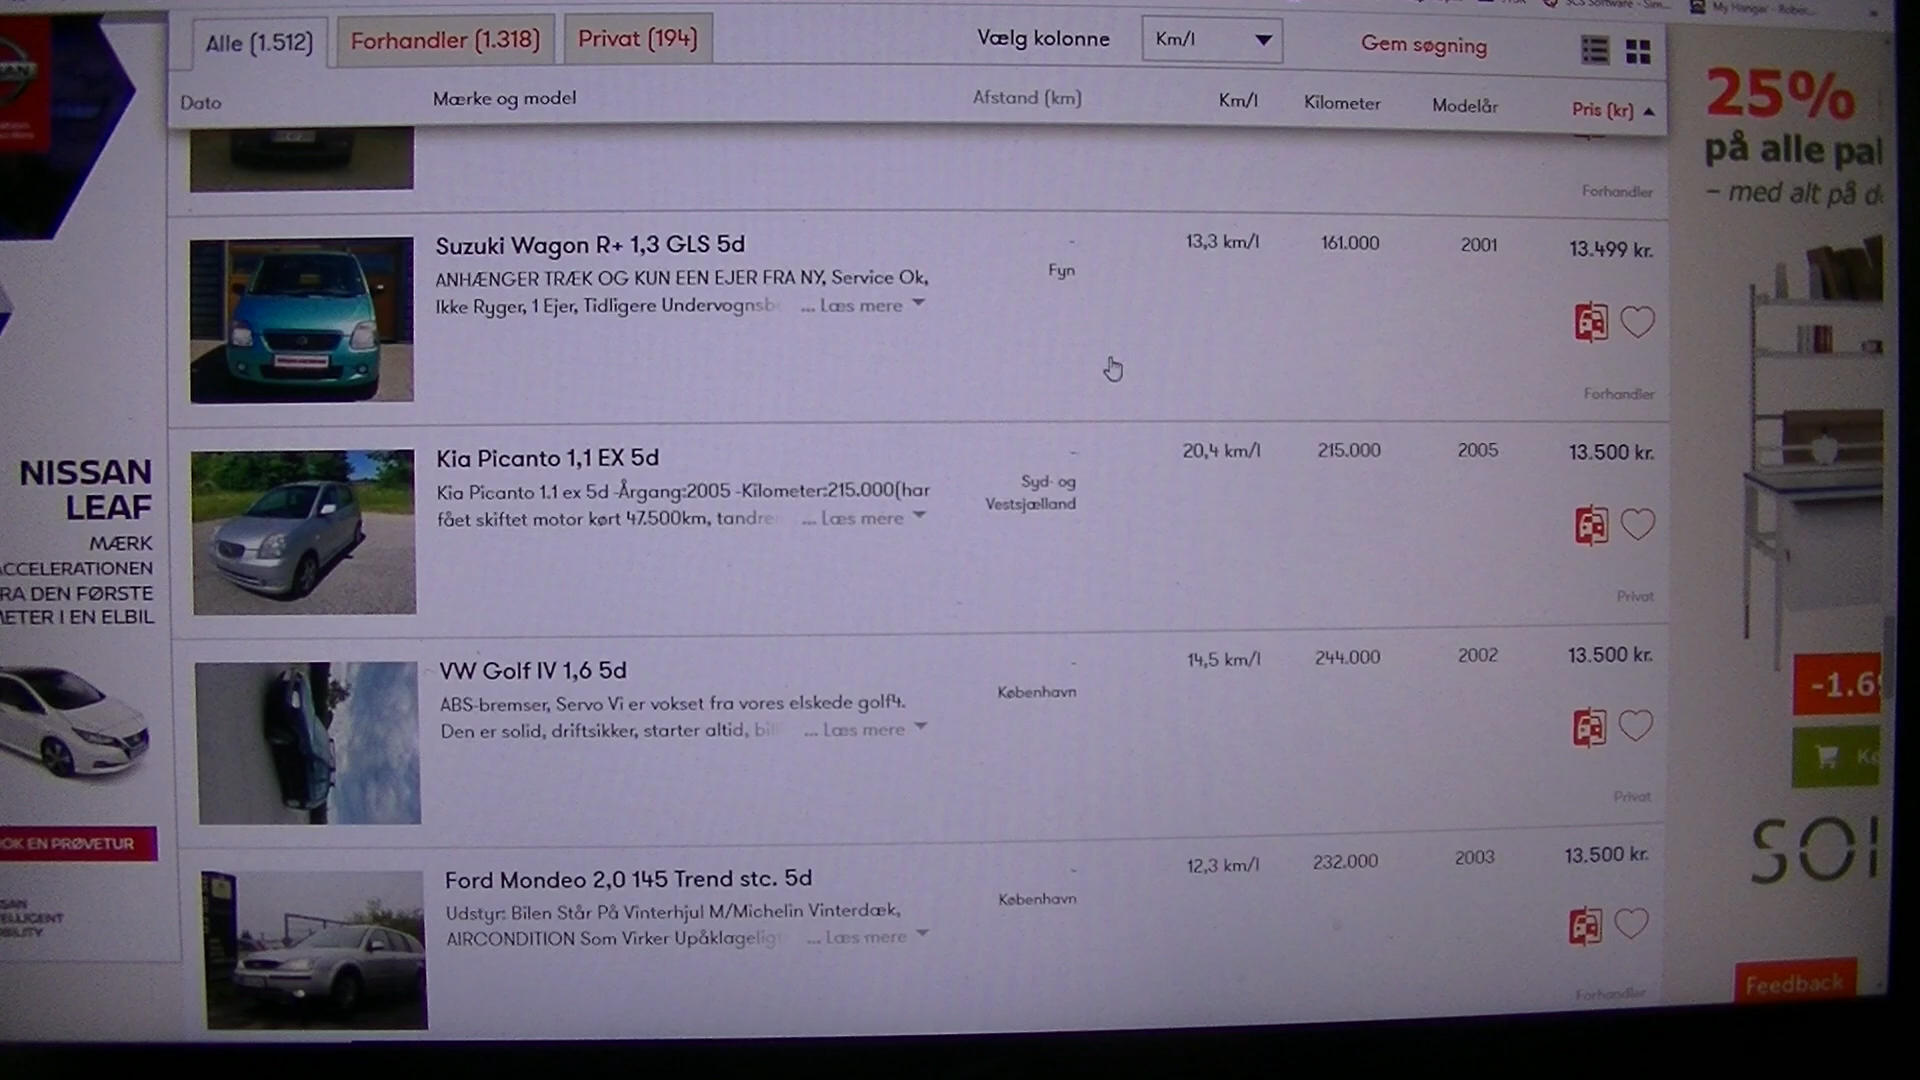 SCS Software - Sim...
My Hangar - Rober...
Alle (1.512)
Forhandler (1.318)
Privat (194)
Vælg kolonne
Km/l
Gem søgning
Dato
Mærke og model
Afstand (km)
Km/l
Kilometer
Modelår
Pris (kr)
Forhandler
Suzuki Wagon R+ 1,3 GLS 5d
ANHÆNGER TRÆK OG KUN EEN EJER FRA NY, Service Ok,
Ikke Ryger, 1 Ejer, Tidligere Undervognsb ... Læs mere
-
Fyn
13,3 km/l
161.000
2001
13.499 kr.
Forhandler
Kia Picanto 1,1 EX 5d
Kia Picanto 1.1 ex 5d -Årgang:2005 -Kilometer:215.000(har
fået skiftet motor kørt 47.500km, tandre ... Læs mere
-
Syd- og
Vestsjælland
20,4 km/l
215.000
2005
13.500 kr.
Privat
VW Golf IV 1,6 5d
ABS-bremser, Servo Vi er vokset fra vores elskede golf4.
Den er solid, driftsikker, starter altid, bil ... Læs mere
-
København
14,5 km/l
244.000
2002
13.500 kr.
Privat
Ford Mondeo 2,0 145 Trend stc. 5d
Udstyr: Bilen Står På Vinterhjul M/Michelin Vinterdæk,
AIRCONDITION Som Virker Upåklagelig ... Læs mere
-
København
12,3 km/l
232.000
2003
13.500 kr.
Forhandler
NISSAN
LEAF
MÆRK
ACCELERATIONEN
RA DEN FØRSTE
METER I EN ELBIL
OK EN PRØVETUR
25%
på alle pal
– med alt på d
-1.69
SOI
Feedback